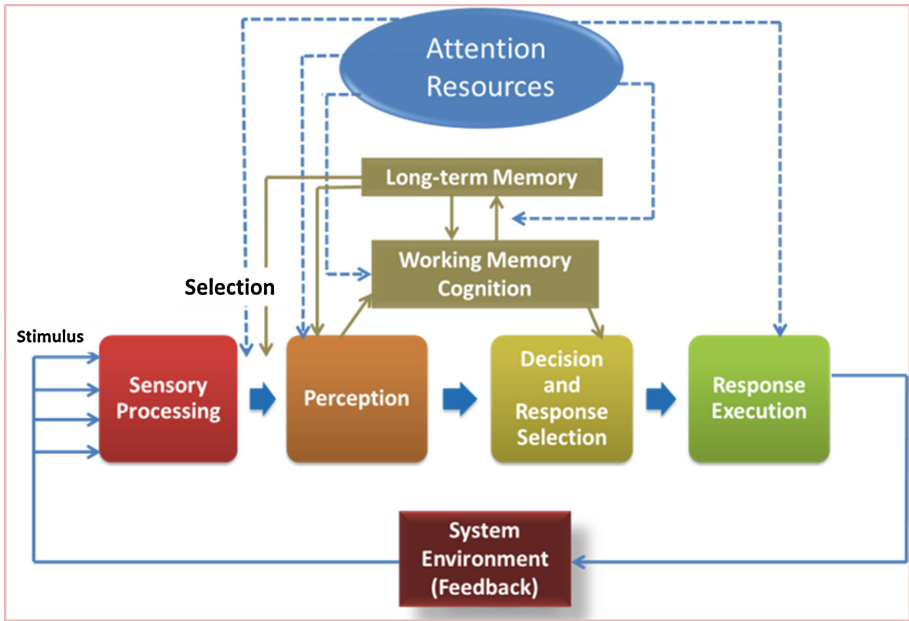 Attention
Resources
Long-term Memory
Working Memory
Cognition
Selection
Stimulus
Sensory
Processing
Perception
Decision
and
Response
Selection
Response
Execution
System
Environment
(Feedback)